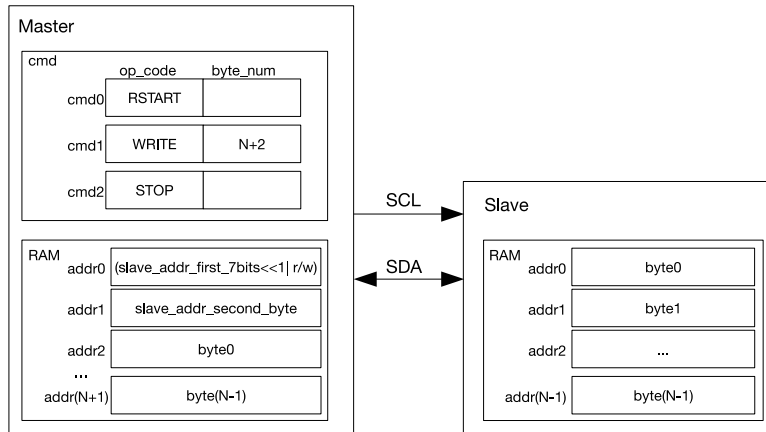 Master
cmd
op_code byte_num
cmd0 RSTART
cmd1 WRITE N+2
cmd2 STOP
RAM
addr0 (slave_addr_first_7bits<<1| r/w)
addr1 slave_addr_second_byte
addr2 byte0
...
addr(N+1) byte(N-1)
SCL
SDA
Slave
RAM
addr0 byte0
addr1 byte1
addr2 ...
addr(N-1) byte(N-1)